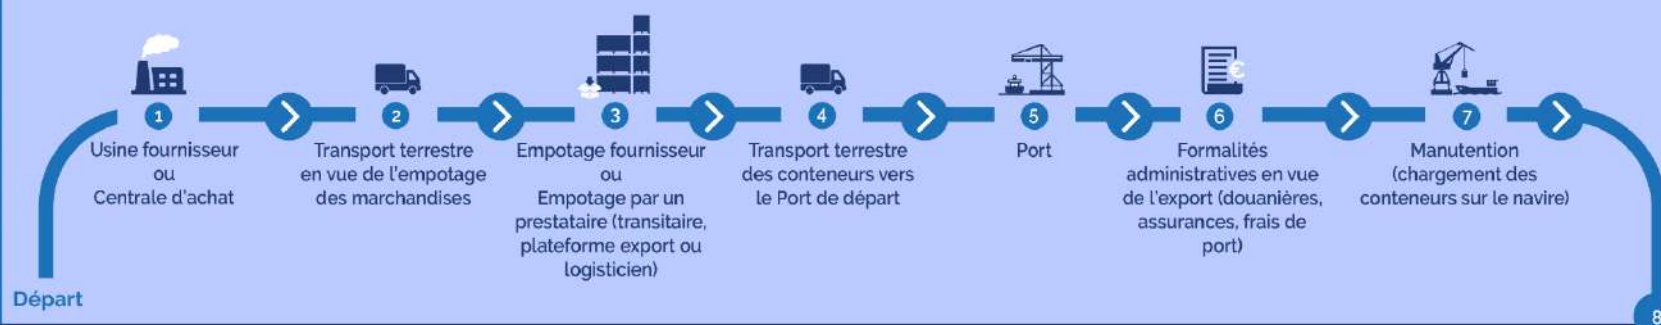 1
Usine fournisseur
ou
Centrale d'achat
2
Transport terrestre
en vue de l'empotage
des marchandises
3
Empotage fournisseur
ou
Empotage par un
prestataire (transitaire,
plateforme export ou
logisticien)
4
Transport terrestre
des conteneurs vers
le Port de départ
5
Port
€
6
Formalités
administratives en vue
de l'export (douanières,
assurances, frais de
port)
7
Manutention
(chargement des
conteneurs sur le navire)
Départ
8